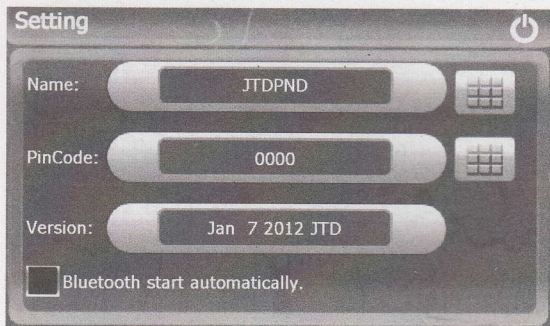 Setting
Name: JTDPND
PinCode: 0000
Version: Jan 7 2012 JTD
Bluetooth start automatically.